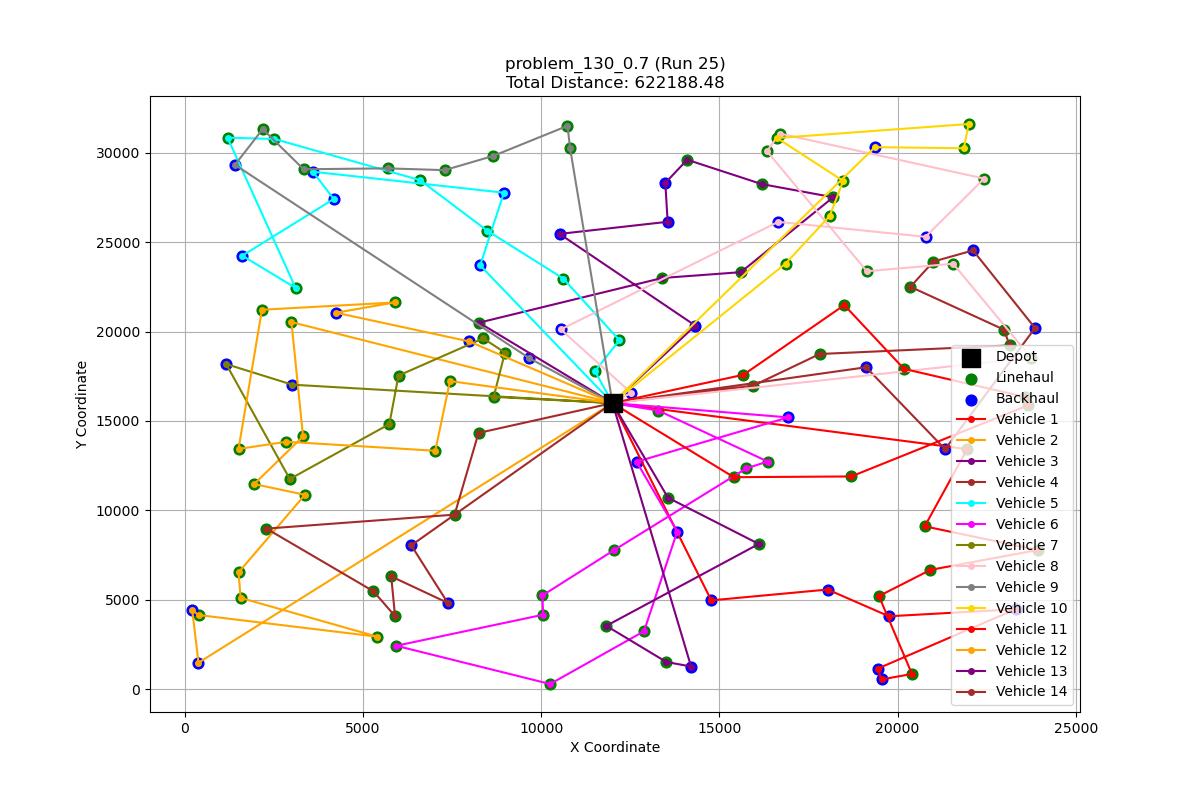 problem_130_0.7 (Run 25)
Total Distance: 622188.48
Y Coordinate
30000
25000
20000
15000
10000
5000
0
0
5000
10000
15000
20000
25000
X Coordinate
Depot
Linehaul
Backhaul
Vehicle 1
Vehicle 2
Vehicle 3
Vehicle 4
Vehicle 5
Vehicle 6
Vehicle 7
Vehicle 8
Vehicle 9
Vehicle 10
Vehicle 11
Vehicle 12
Vehicle 13
Vehicle 14